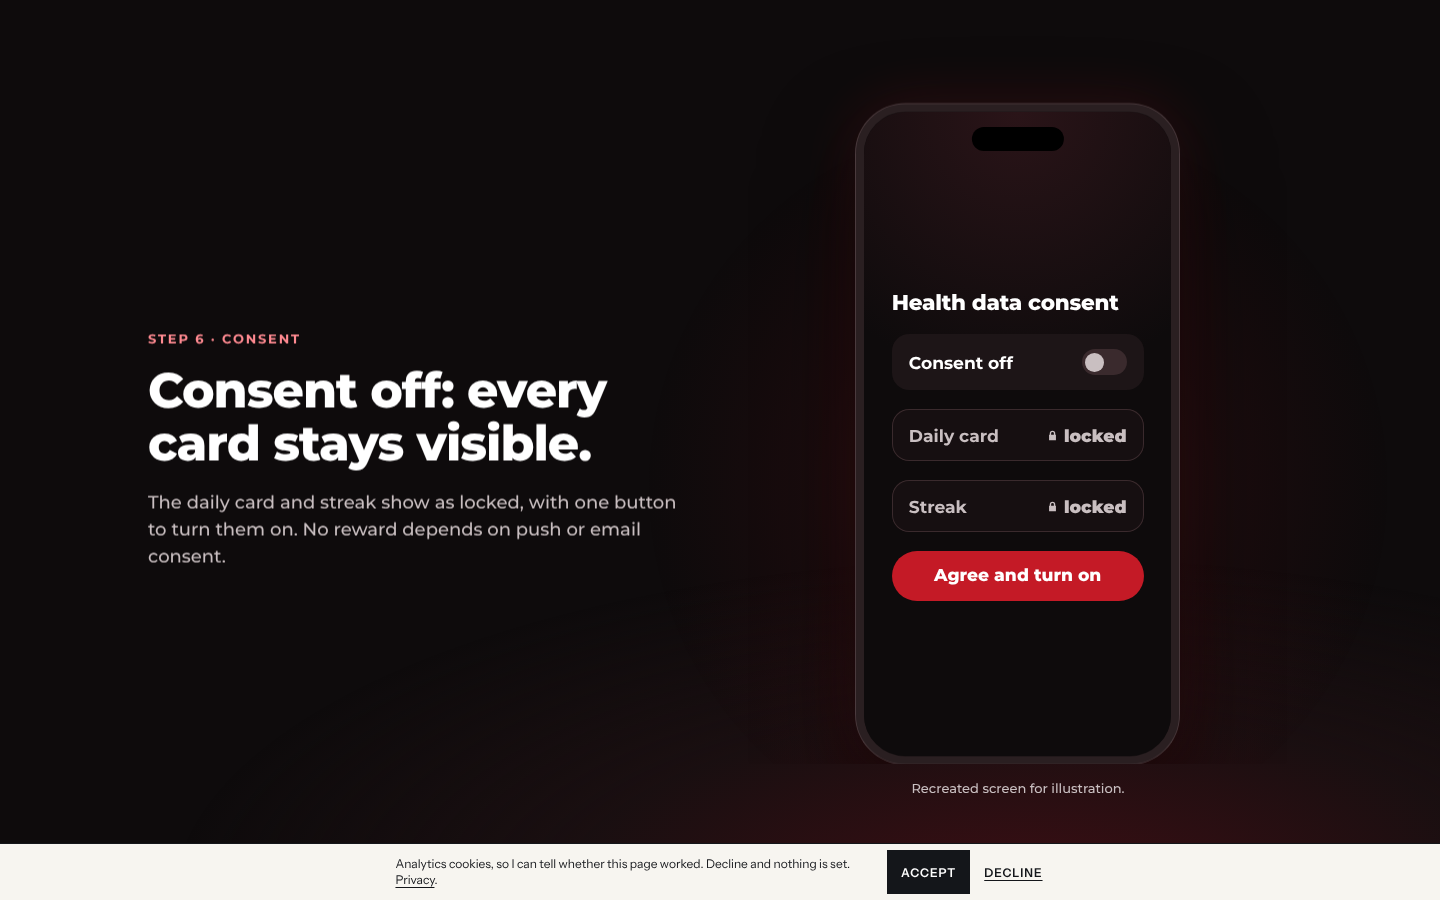 STEP 6 · CONSENT
Consent off: every
card stays visible.
The daily card and streak show as locked, with one button
to turn them on. No reward depends on push or email
consent.
Health data consent
Consent off
Daily card locked
Streak locked
Agree and turn on
Recreated screen for illustration.
Analytics cookies, so I can tell whether this page worked. Decline and nothing is set.
Privacy.
ACCEPT DECLINE